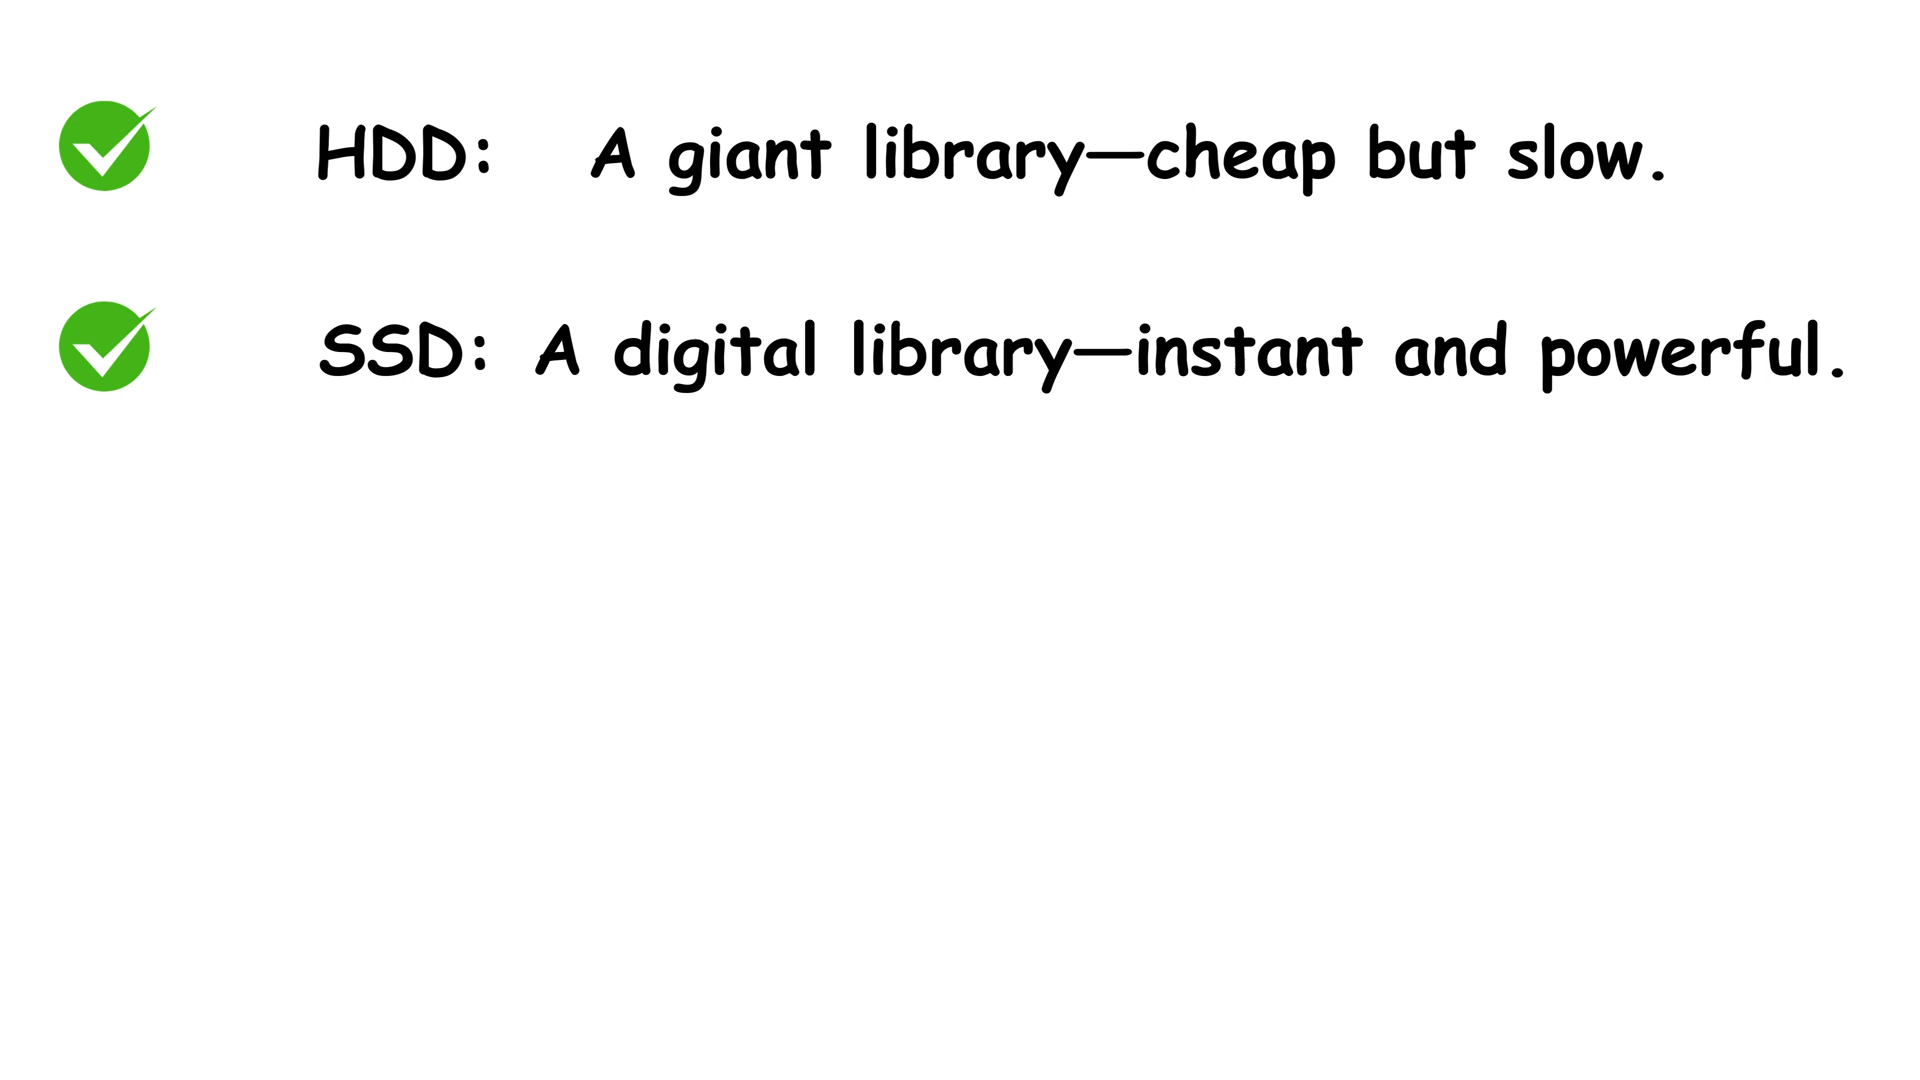 HDD: A giant library—cheap but slow.
SSD: A digital library—instant and powerful.